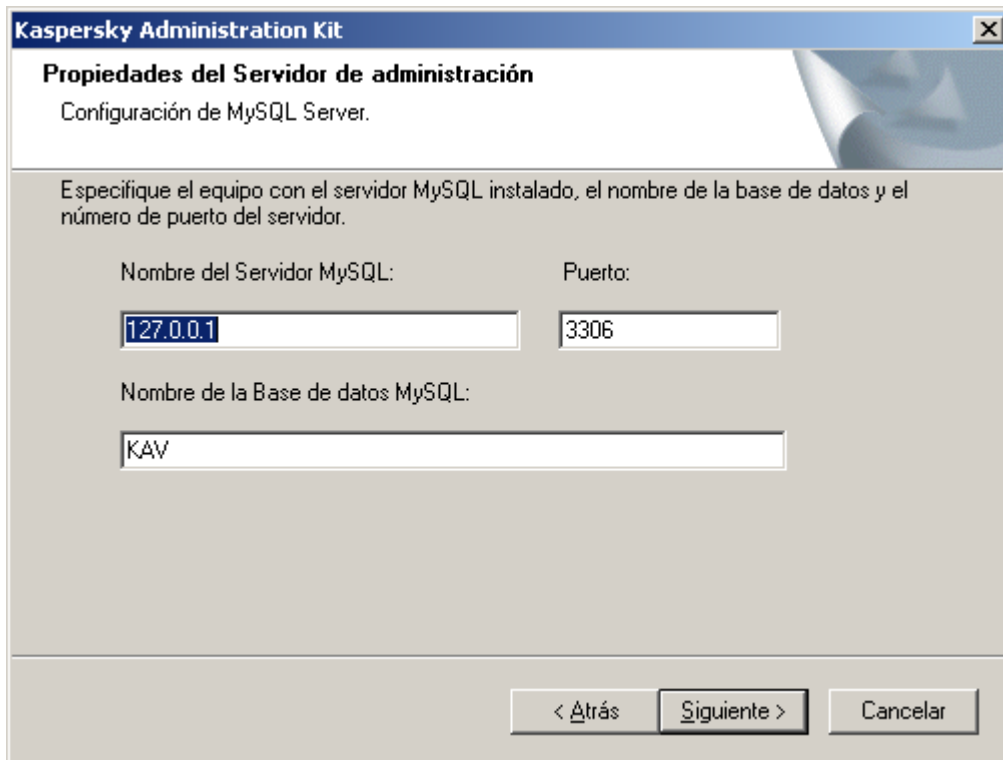 Kaspersky Administration Kit
Propiedades del Servidor de administración
Configuración de MySQL Server.
Especifique el equipo con el servidor MySQL instalado, el nombre de la base de datos y el
número de puerto del servidor.
Nombre del Servidor MySQL: Puerto:
127.0.0.1 3306
Nombre de la Base de datos MySQL:
KAV
< Atrás Siguiente > Cancelar